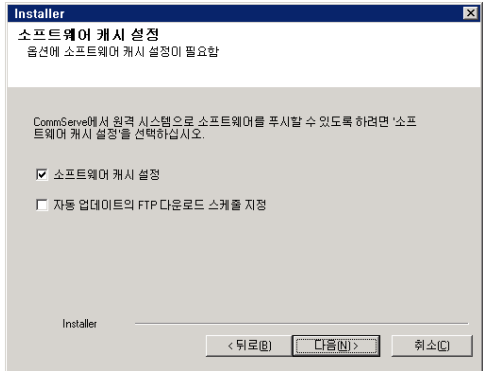 Installer
소프트웨어 캐시 설정
옵션에 소프트웨어 캐시 설정이 필요함
CommServe에서 원격 시스템으로 소프트웨어를 푸시할 수 있도록 하려면 '소프
트웨어 캐시 설정'을 선택하십시오.
소프트웨어 캐시 설정
자동 업데이트의 FTP 다운로드 스케줄 지정
Installer
< 뒤로(B) 다음(N) > 취소(C)